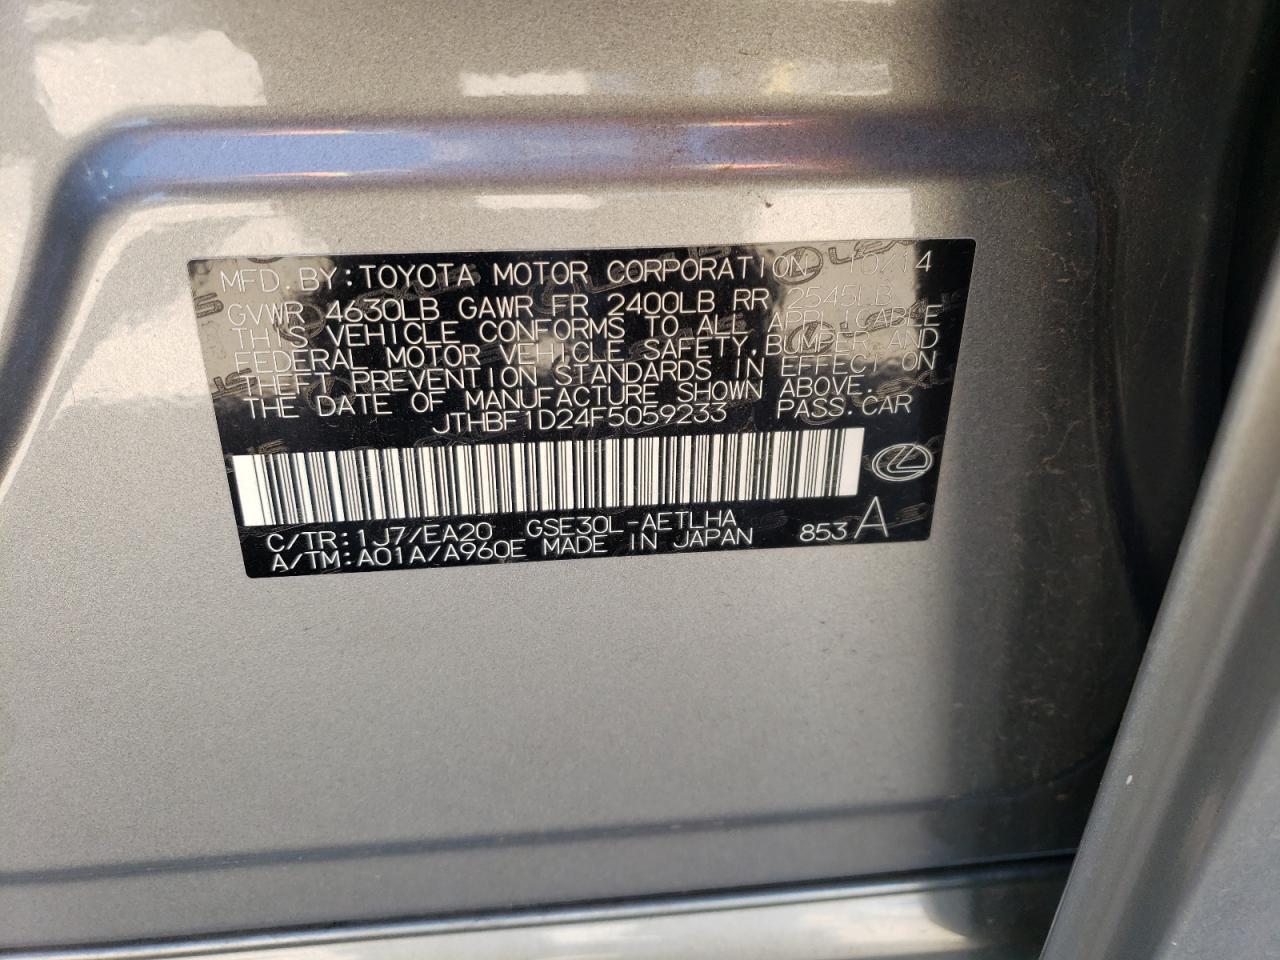 MFD. BY: TOYOTA MOTOR CORPORATION 10/14
GVWR 4630LB GAWR FR 2400LB RR 2545LB
THIS VEHICLE CONFORMS TO ALL APPLICABLE
FEDERAL MOTOR VEHICLE SAFETY, BUMPER AND
THEFT PREVENTION STANDARDS IN EFFECT ON
THE DATE OF MANUFACTURE SHOWN ABOVE.
JTHBF1D24F5059233 PASS. CAR
C/TR: 1J7/EA20 GSE30L-AETLHA
A/TM: A01A/A960E MADE IN JAPAN 853 A